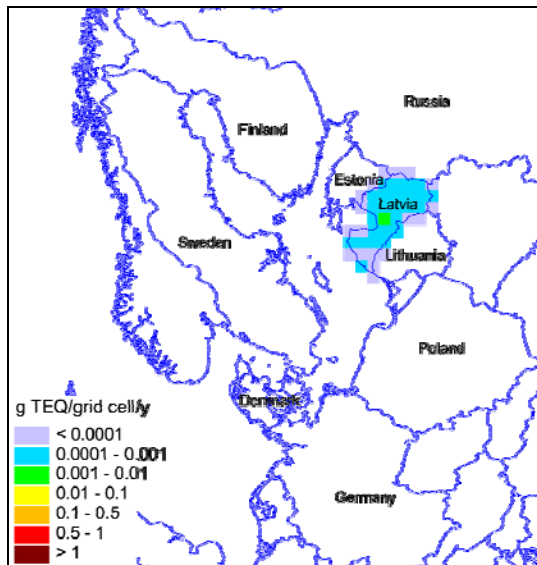 Russia
Finland
Estonia
Latvia
Sweden
Lithuania
Poland
Denmark
g TEQ/grid cell/y
< 0.0001
0.0001 - 0.001
0.001 - 0.01
0.01 - 0.1
0.1 - 0.5
0.5 - 1
> 1
Germany